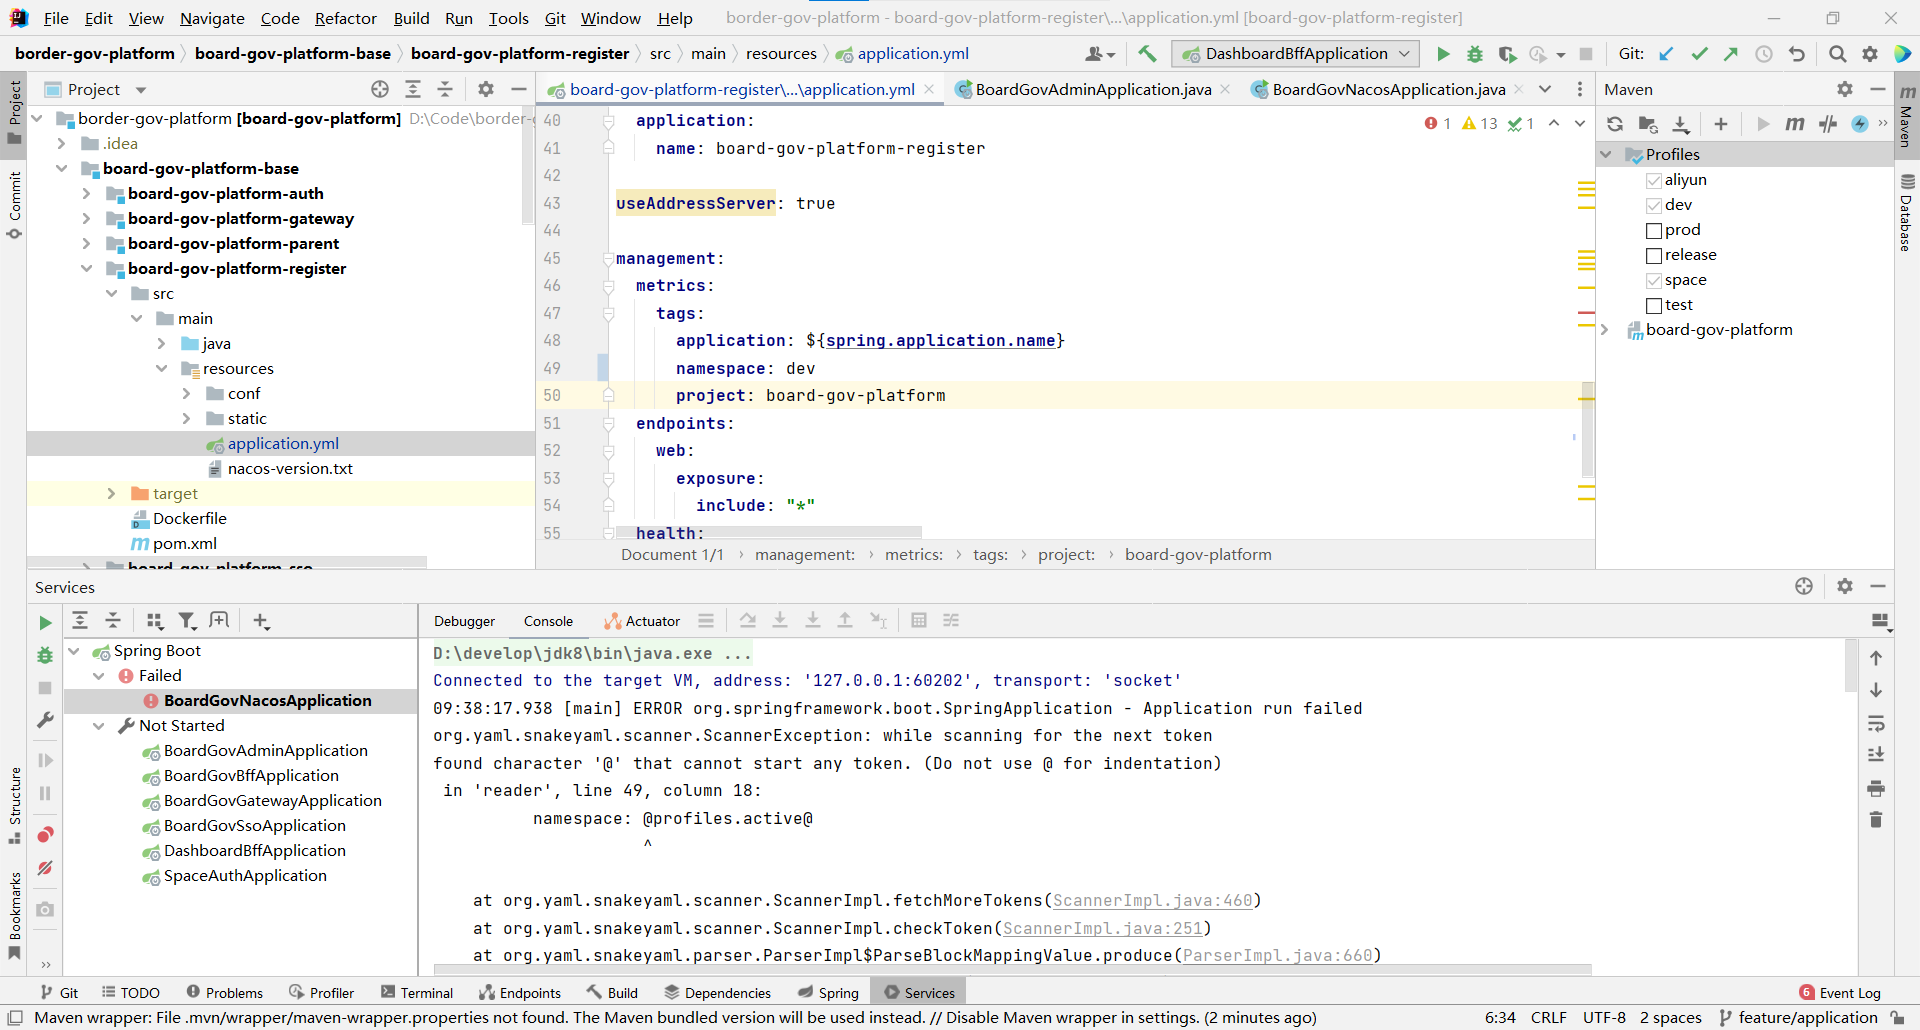 File Edit View Navigate Code Refactor Build Run Tools Git Window Help border-gov-platform - board-gov-platform-register\...\application.yml [board-gov-platform-register]
border-gov-platform board-gov-platform-base board-gov-platform-register src main resources application.yml DashboardBffApplication Git:
Project
board-gov-platform-register\...\application.yml BoardGovAdminApplication.java BoardGovNacosApplication.java
Maven
Project
Commit
Structure
Bookmarks
border-gov-platform [board-gov-platform] D:\Code\border-g
.idea
board-gov-platform-base
board-gov-platform-auth
board-gov-platform-gateway
board-gov-platform-parent
board-gov-platform-register
src
main
java
resources
conf
static
application.yml
nacos-version.txt
target
Dockerfile
pom.xml
board-gov-platform-sso
1 13 1
40 application:
41 name: board-gov-platform-register
42
43 useAddressServer: true
44
45 management:
46 metrics:
47 tags:
48 application: ${spring.application.name}
49 namespace: dev
50 project: board-gov-platform
51 endpoints:
52 web:
53 exposure:
54 include: "*"
55 health:
Document 1/1 management: metrics: tags: project: board-gov-platform
Profiles
aliyun
dev
prod
release
space
test
board-gov-platform
Maven
Database
Services
Debugger Console Actuator
Spring Boot
Failed
BoardGovNacosApplication
Not Started
BoardGovAdminApplication
BoardGovBffApplication
BoardGovGatewayApplication
BoardGovSsoApplication
DashboardBffApplication
SpaceAuthApplication
D:\develop\jdk8\bin\java.exe ...
Connected to the target VM, address: '127.0.0.1:60202', transport: 'socket'
09:38:17.938 [main] ERROR org.springframework.boot.SpringApplication - Application run failed
org.yaml.snakeyaml.scanner.ScannerException: while scanning for the next token
found character '@' that cannot start any token. (Do not use @ for indentation)
in 'reader', line 49, column 18:
namespace: @profiles.active@
^
at org.yaml.snakeyaml.scanner.ScannerImpl.fetchMoreTokens(ScannerImpl.java:460)
at org.yaml.snakeyaml.scanner.ScannerImpl.checkToken(ScannerImpl.java:251)
at org.yaml.snakeyaml.parser.ParserImpl$ParseBlockMappingValue.produce(ParserImpl.java:660)
Git TODO Problems Profiler Terminal Endpoints Build Dependencies Spring Services 6 Event Log
Maven wrapper: File .mvn/wrapper/maven-wrapper.properties not found. The Maven bundled version will be used instead. // Disable Maven wrapper in settings. (2 minutes ago) 6:34 CRLF UTF-8 2 spaces feature/application